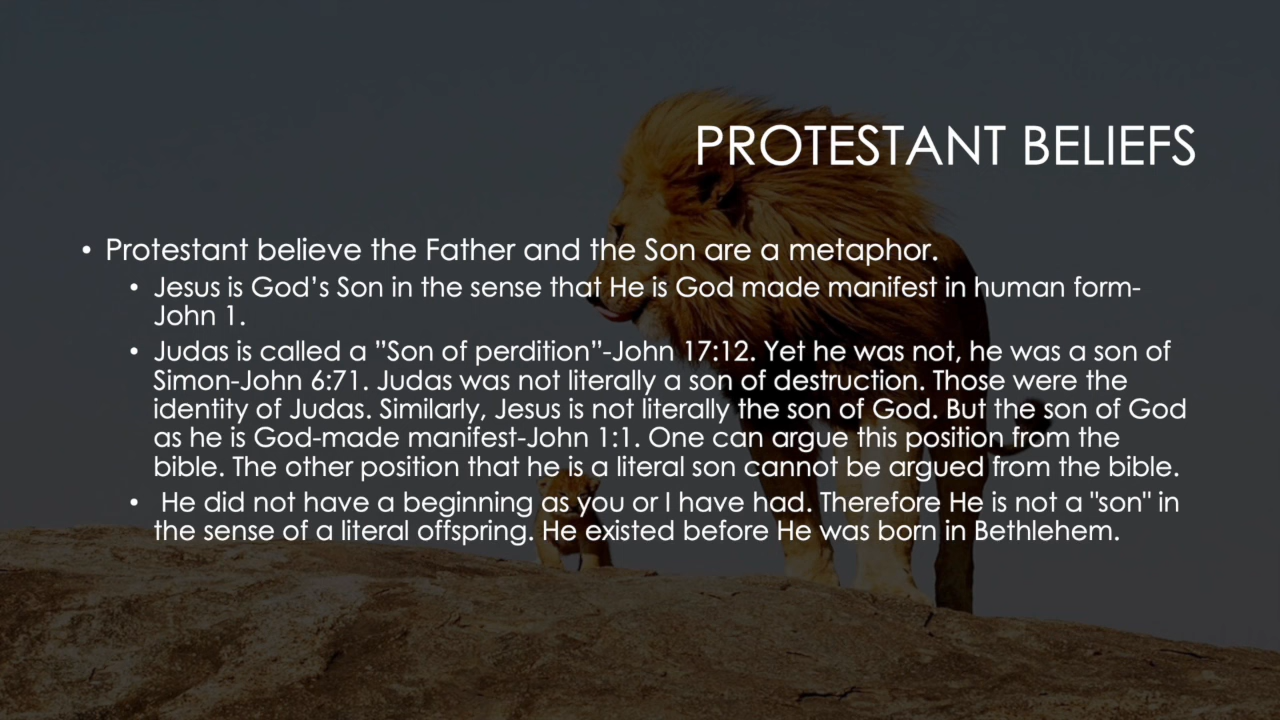 PROTESTANT BELIEFS
• Protestant believe the Father and the Son are a metaphor.
• Jesus is God’s Son in the sense that He is God made manifest in human form-
John 1.
• Judas is called a ”Son of perdition”-John 17:12. Yet he was not, he was a son of
Simon-John 6:71. Judas was not literally a son of destruction. Those were the
identity of Judas. Similarly, Jesus is not literally the son of God. But the son of God
as he is God-made manifest-John 1:1. One can argue this position from the
bible. The other position that he is a literal son cannot be argued from the bible.
• He did not have a beginning as you or I have had. Therefore He is not a "son" in
the sense of a literal offspring. He existed before He was born in Bethlehem.